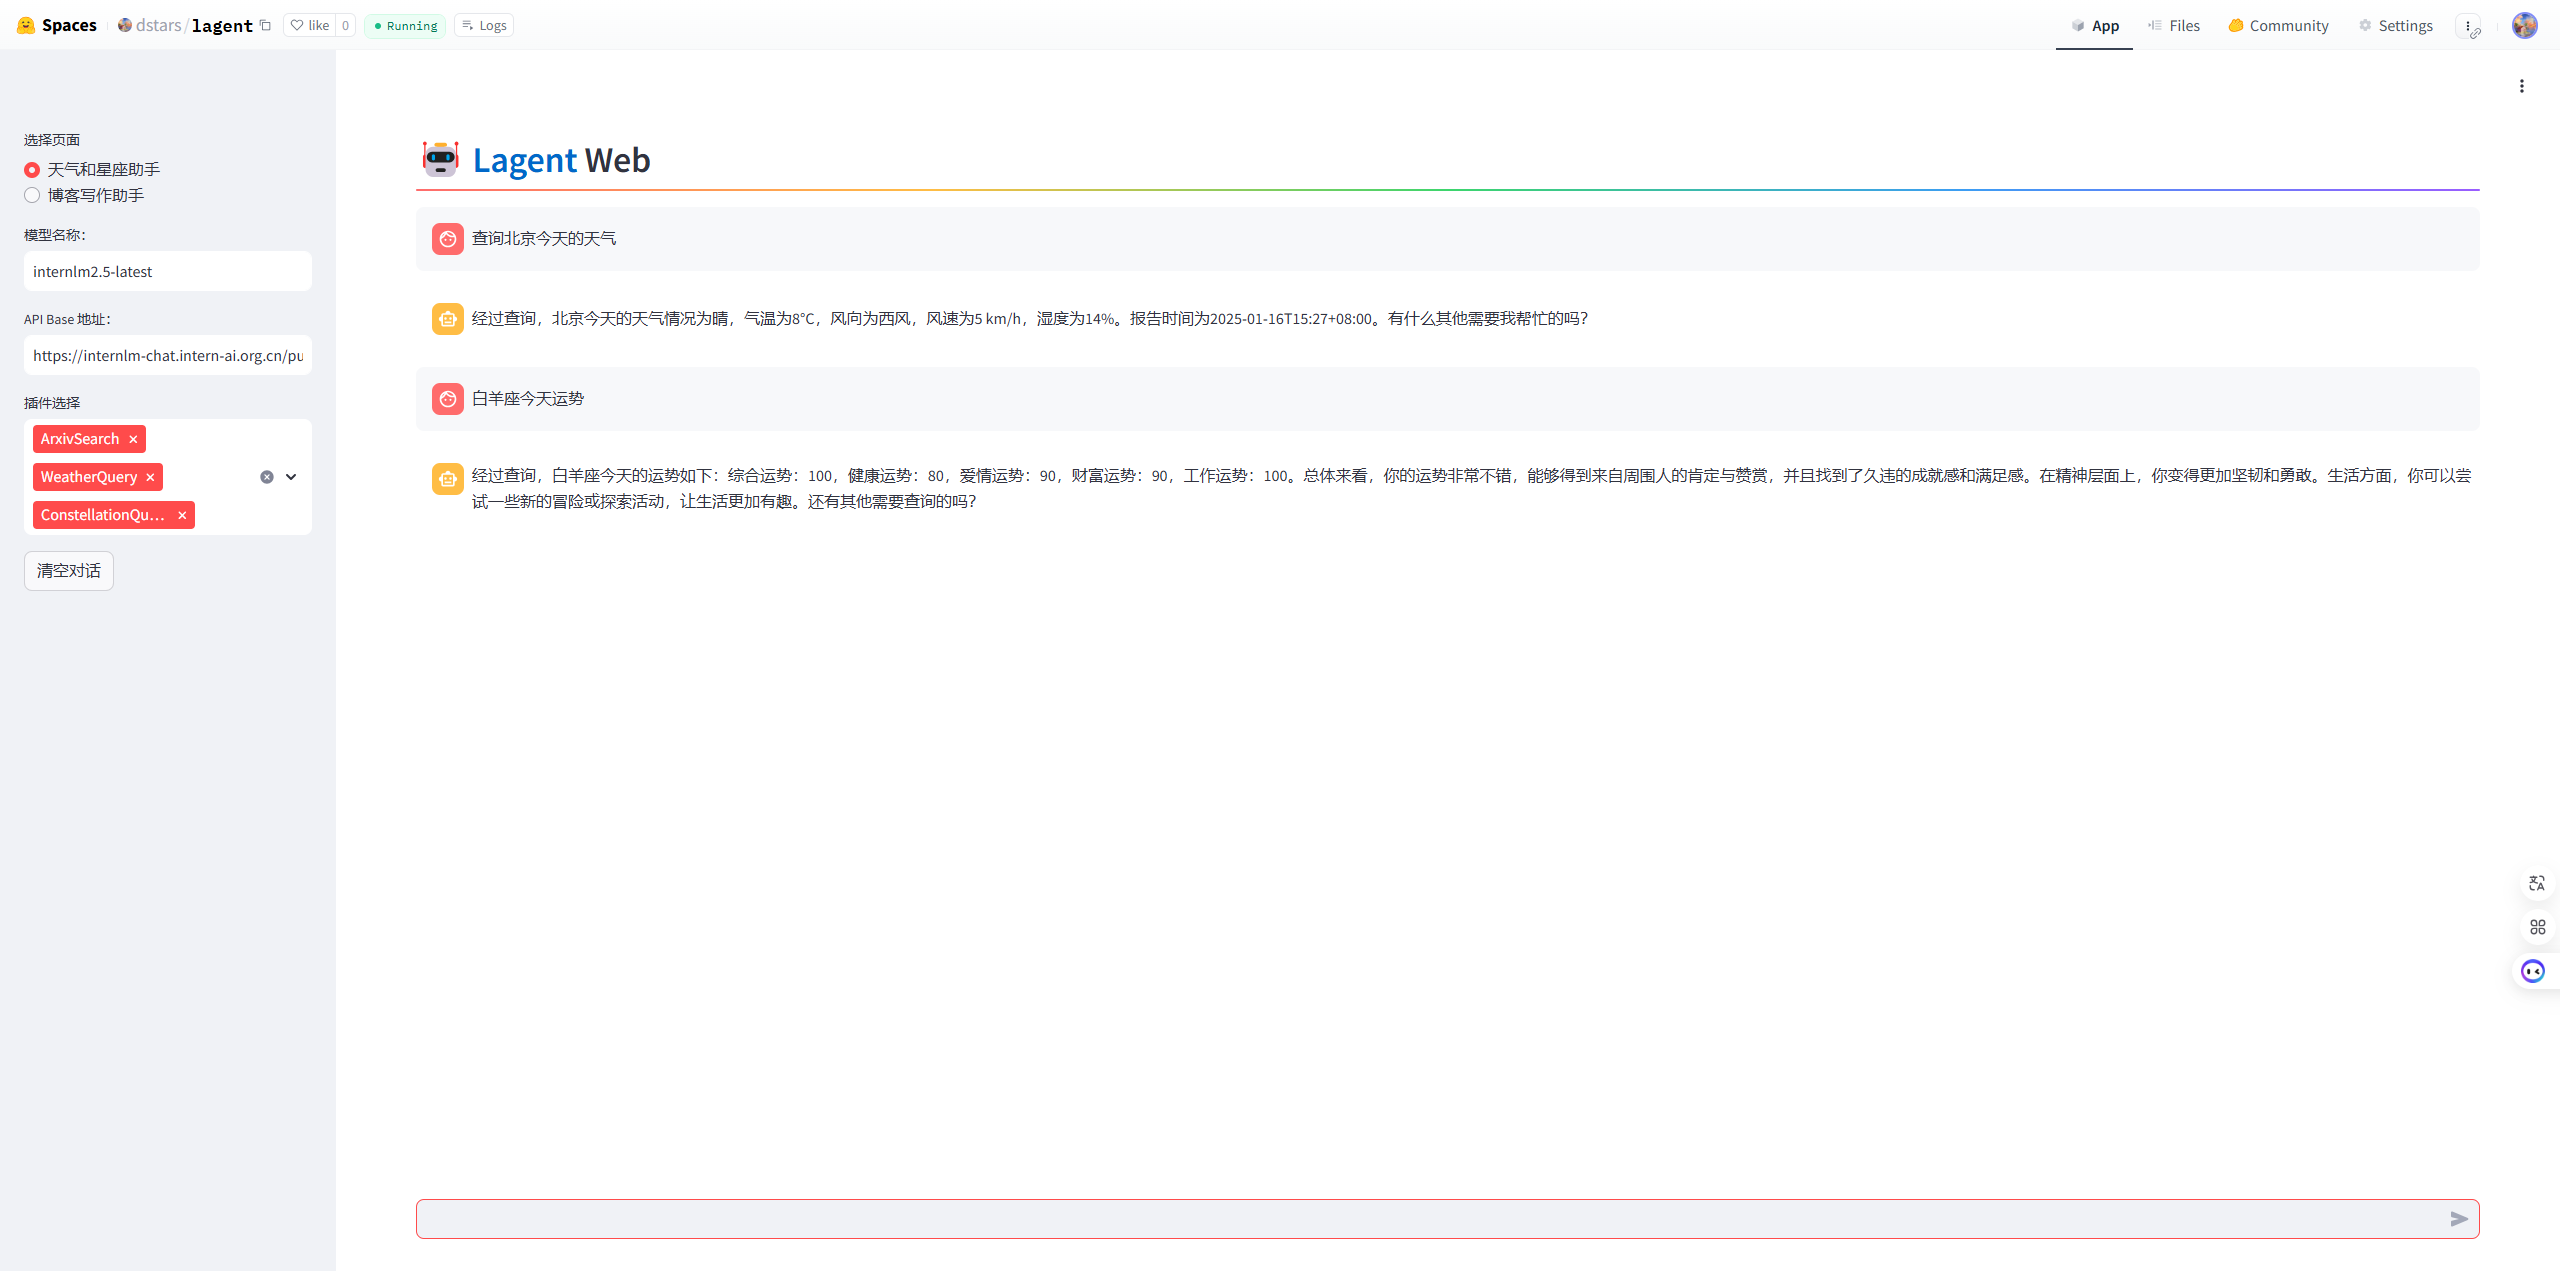 Spaces dstars/lagent like 0 Running Logs App Files Community Settings
选择页面
天气和星座助手
博客写作助手
模型名称：
internlm2.5-latest
API Base 地址：
https://internlm-chat.intern-ai.org.cn/pu
插件选择
ArxivSearch
WeatherQuery
ConstellationQu...
清空对话
Lagent Web
查询北京今天的天气
经过查询，北京今天的天气情况为晴，气温为8°C，风向为西风，风速为5 km/h，湿度为14%。报告时间为2025-01-16T15:27+08:00。有什么其他需要我帮忙的吗？
白羊座今天运势
经过查询，白羊座今天的运势如下：综合运势：100，健康运势：80，爱情运势：90，财富运势：90，工作运势：100。总体来看，你的运势非常不错，能够得到来自周围人的肯定与赞赏，并且找到了久违的成就感和满足感。在精神层面上，你变得更加坚韧和勇敢。生活方面，你可以尝
试一些新的冒险或探索活动，让生活更加有趣。还有其他需要查询的吗？